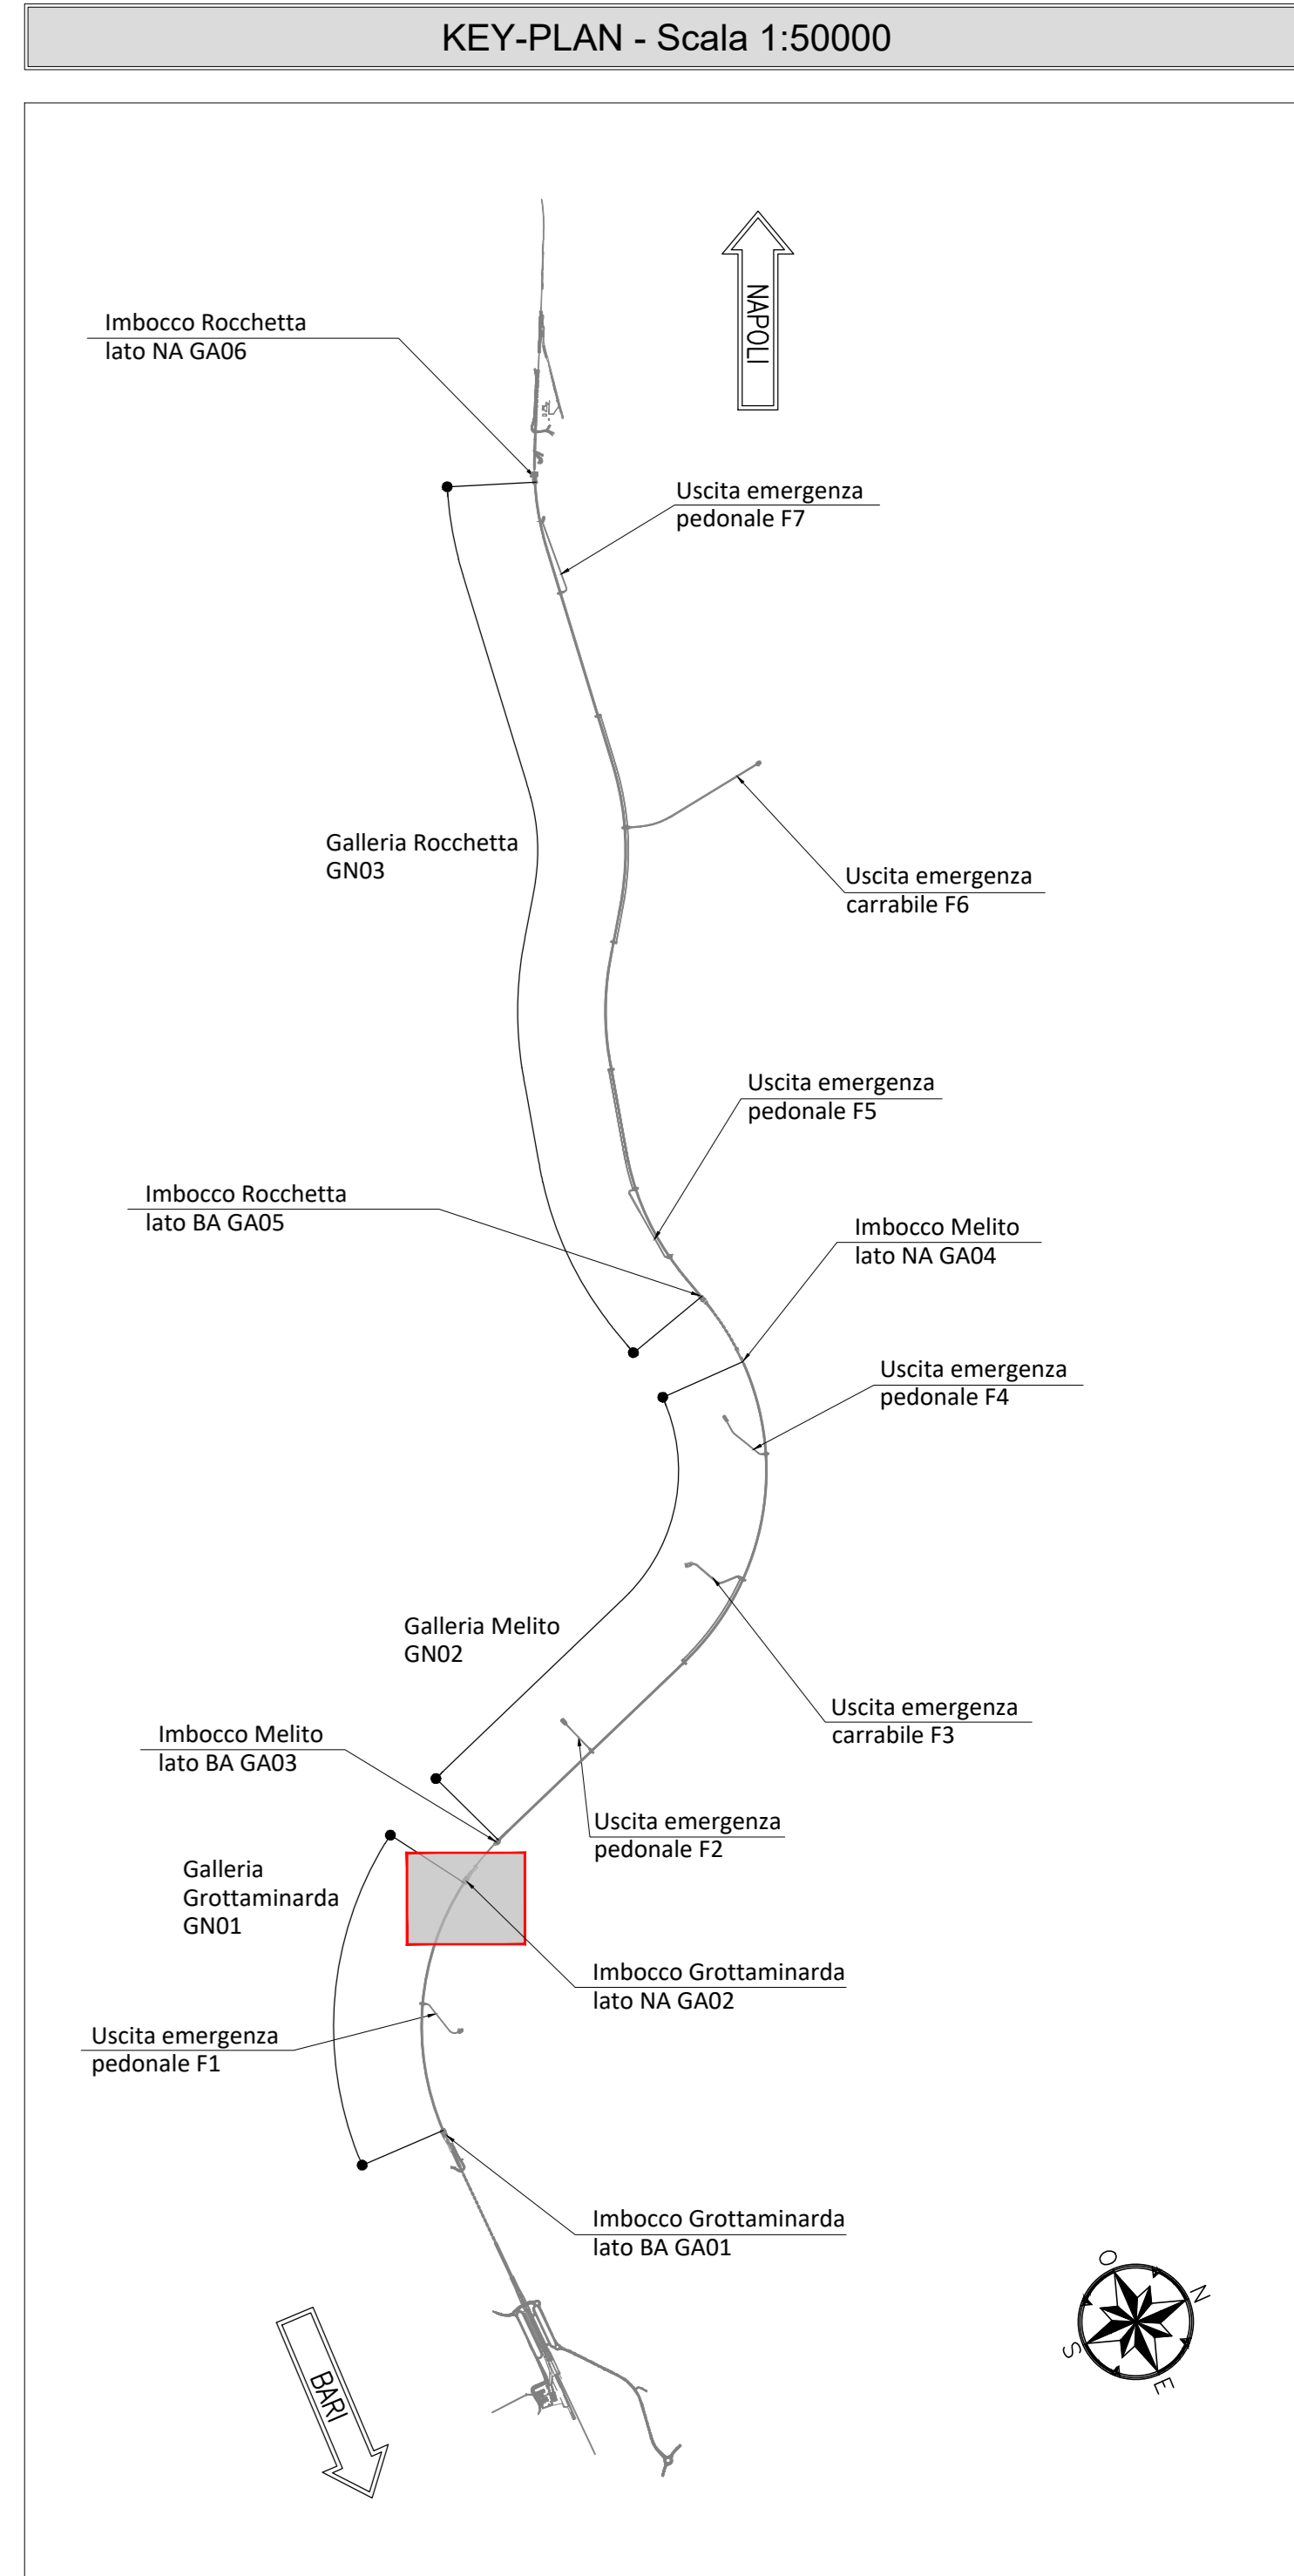 KEY-PLAN - Scala 1:50000
NAPOLI
Imbocco Rocchetta
lato NA GA06
Uscita emergenza
pedonale F7
Galleria Rocchetta
GN03
Uscita emergenza
carrabile F6
Uscita emergenza
pedonale F5
Imbocco Rocchetta
lato BA GA05
Imbocco Melito
lato NA GA04
Uscita emergenza
pedonale F4
Galleria Melito
GN02
Uscita emergenza
carrabile F3
Imbocco Melito
lato BA GA03
Uscita emergenza
pedonale F2
Galleria
Grottaminarda
GN01
Imbocco Grottaminarda
lato NA GA02
Uscita emergenza
pedonale F1
Imbocco Grottaminarda
lato BA GA01
O
N
S
E
BARI